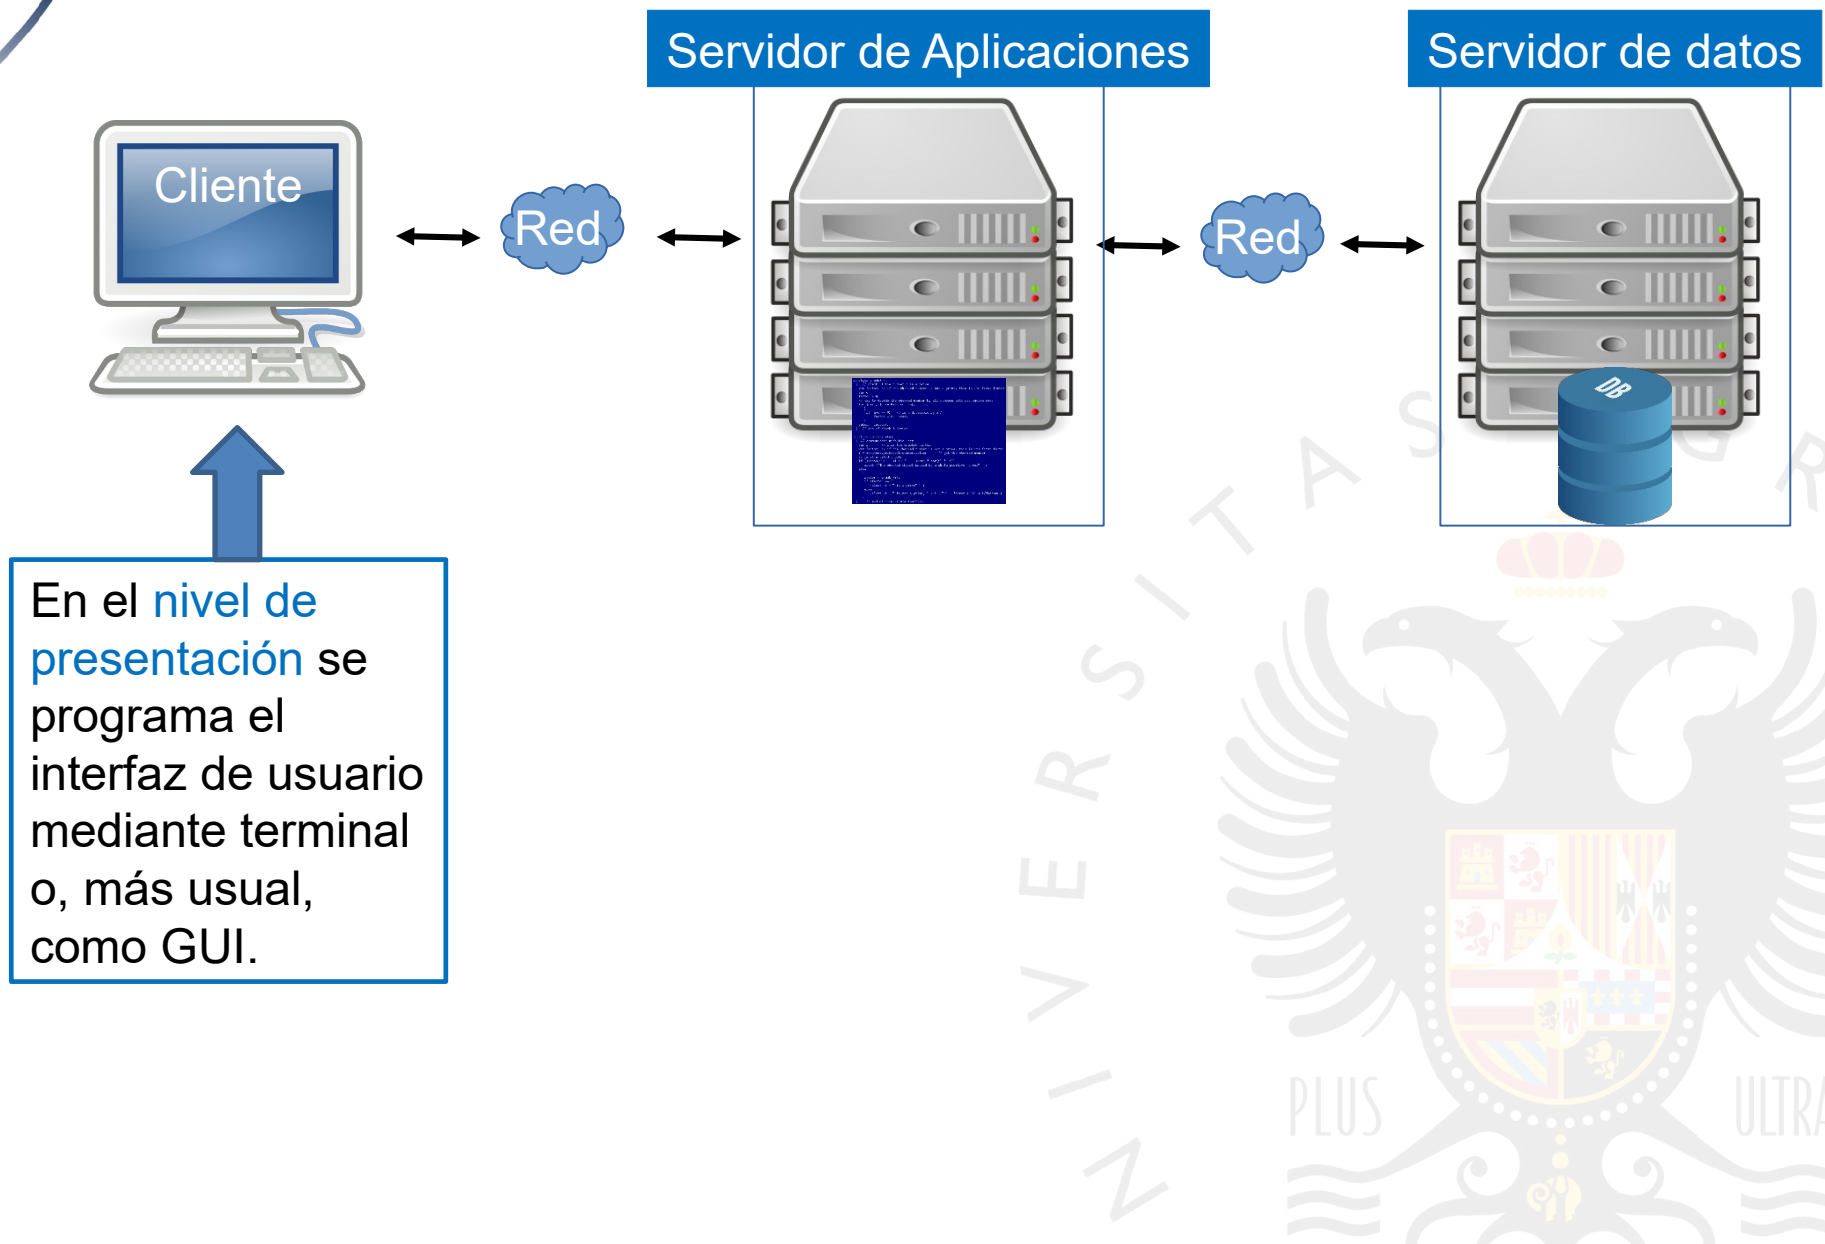 Servidor de Aplicaciones
Servidor de datos
Cliente
Red
Red
DB
En el nivel de
presentación se
programa el
interfaz de usuario
mediante terminal
o, más usual,
como GUI.
PLUS
ULTRA